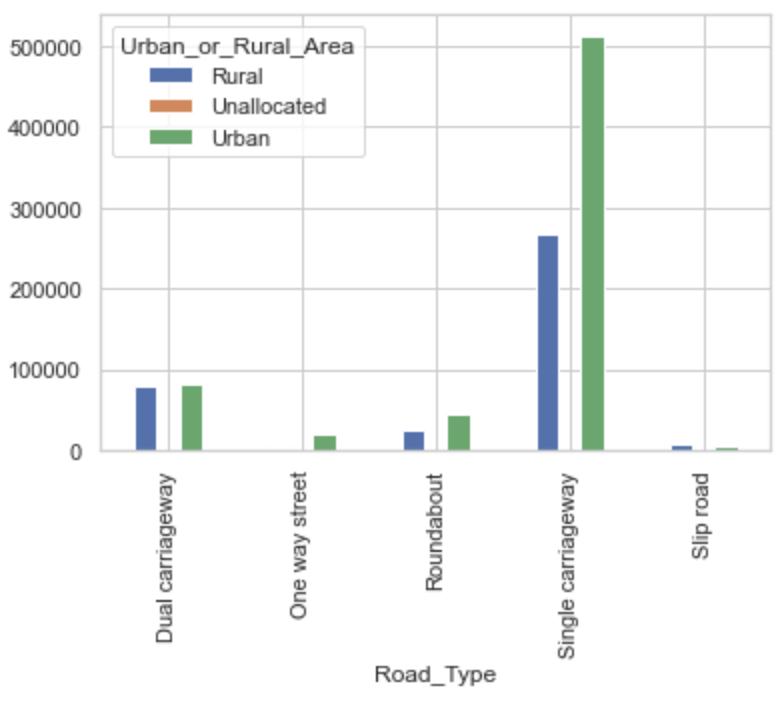 Urban_or_Rural_Area
Rural
Unallocated
Urban
500000
400000
300000
200000
100000
0
Dual carriageway
One way street
Roundabout
Single carriageway
Slip road
Road_Type